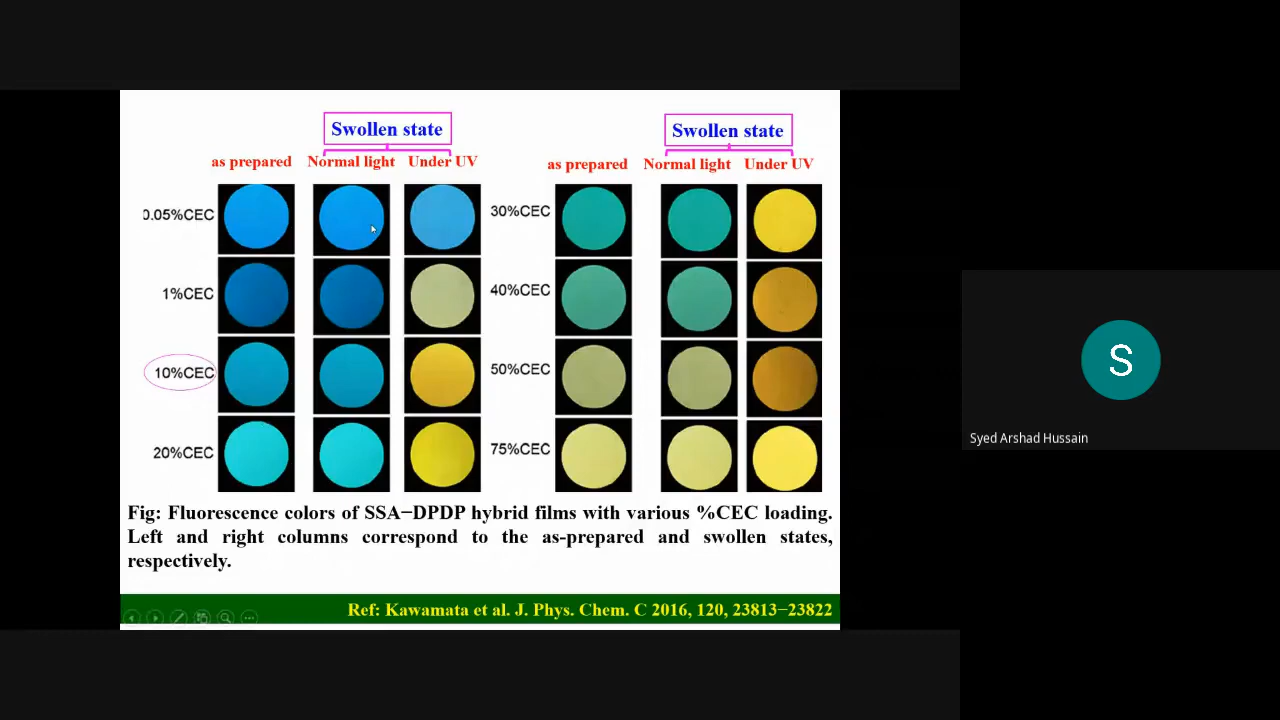 Swollen state
as prepared Normal light Under UV
0.05%CEC
1%CEC
10%CEC
20%CEC
Swollen state
as prepared Normal light Under UV
30%CEC
40%CEC
50%CEC
75%CEC
Fig: Fluorescence colors of SSA−DPDP hybrid films with various %CEC loading.
Left and right columns correspond to the as-prepared and swollen states,
respectively.
Ref: Kawamata et al. J. Phys. Chem. C 2016, 120, 23813−23822
S
Syed Arshad Hussain